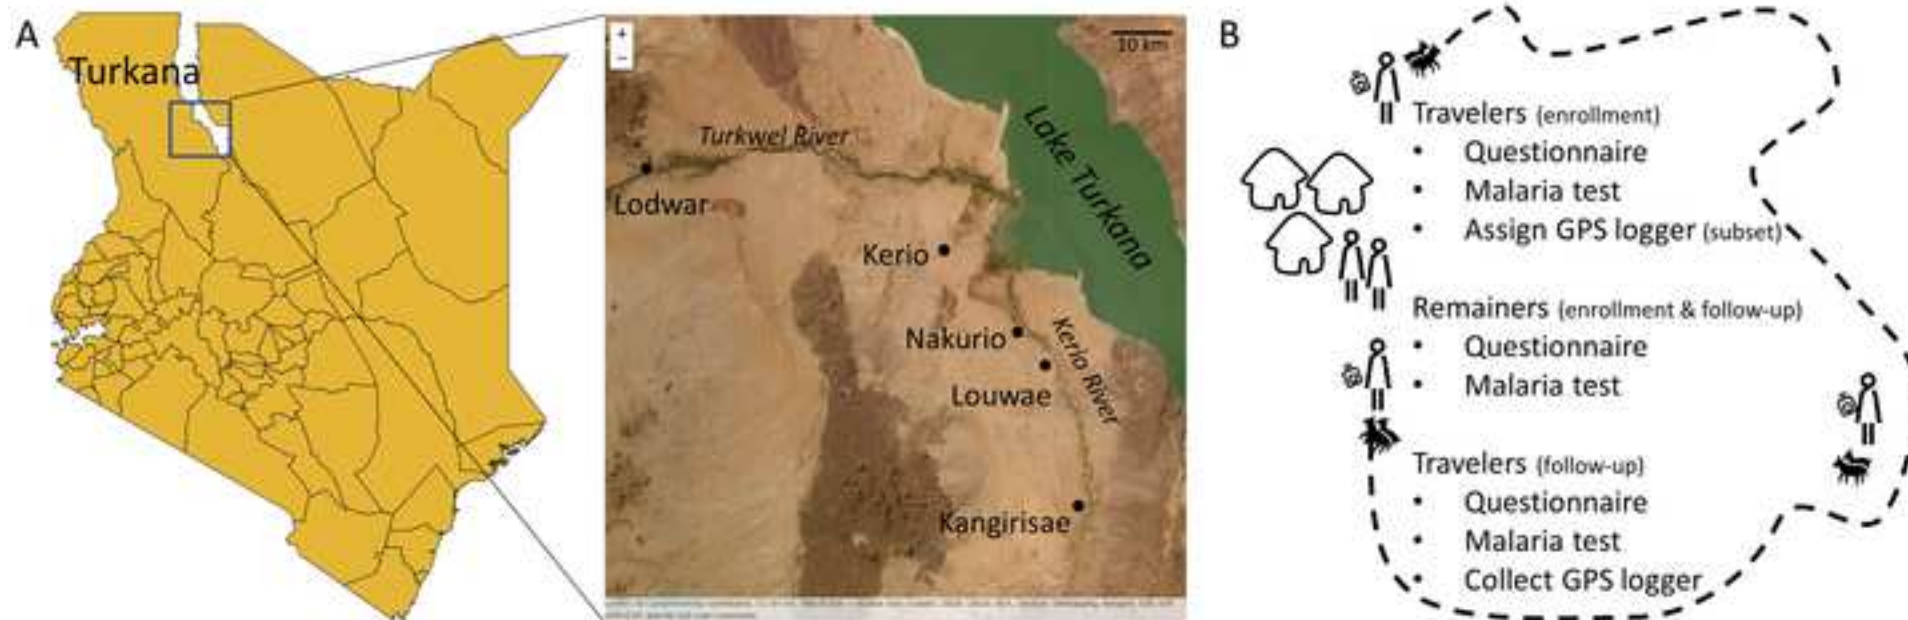 A
Turkana
+
−
10 km
Lake Turkana
Turkwel River
Lodwar
Kerio
Nakurio
Kerio River
Louwae
Kangirisae
B
Travelers (enrollment)
• Questionnaire
• Malaria test
• Assign GPS logger (subset)
Remainers (enrollment & follow-up)
• Questionnaire
• Malaria test
Travelers (follow-up)
• Questionnaire
• Malaria test
• Collect GPS logger